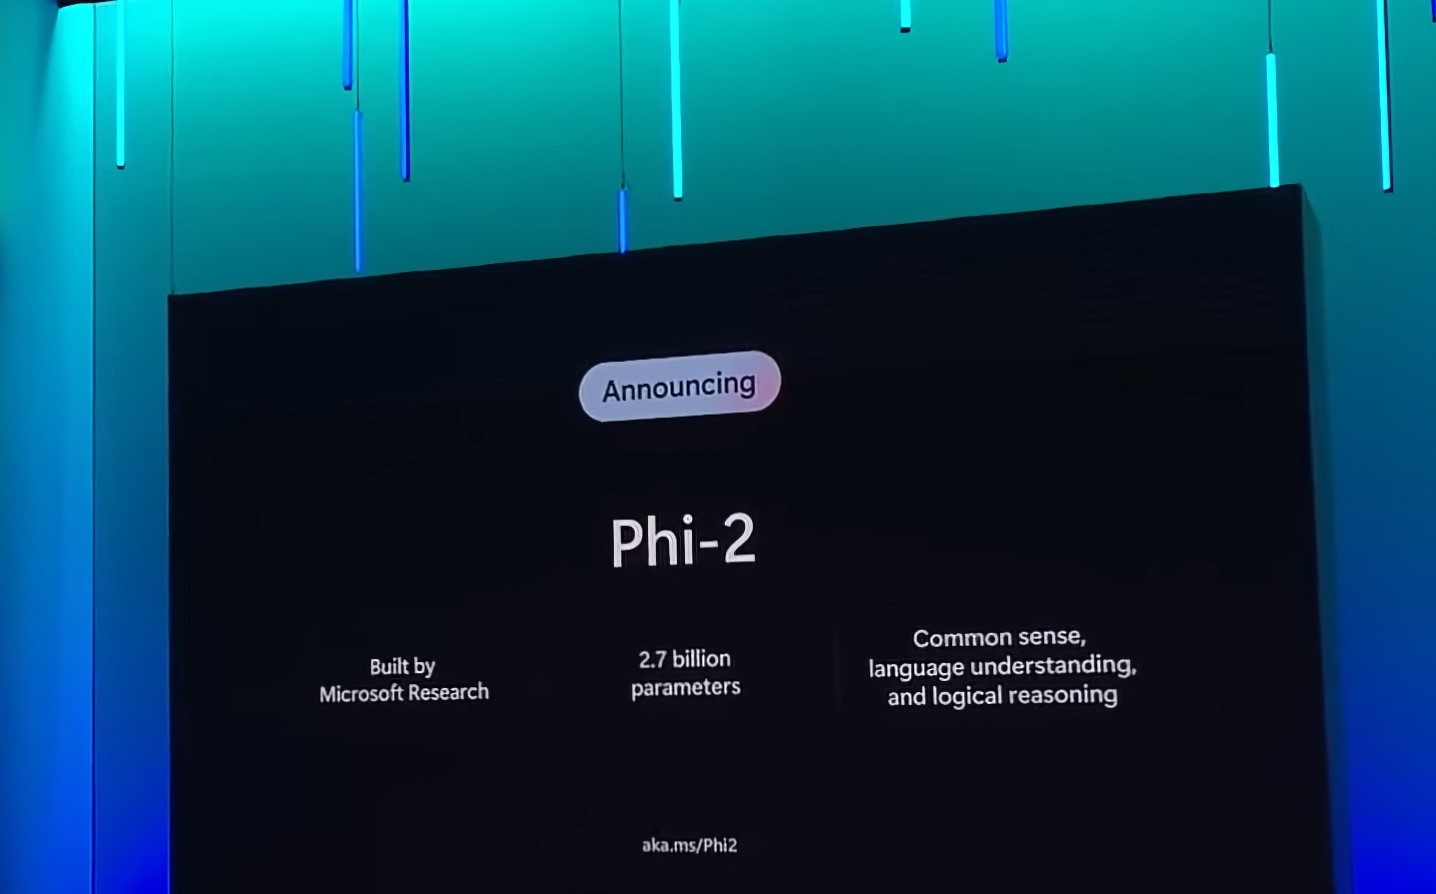 Announcing
Phi-2
Built by
Microsoft Research
2.7 billion
parameters
Common sense,
language understanding,
and logical reasoning
aka.ms/Phi2